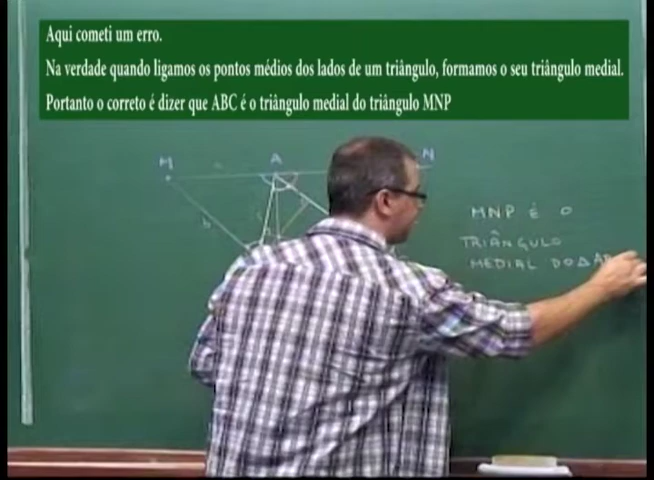 Aqui cometi um erro.
Na verdade quando ligamos os pontos médios dos lados de um triângulo, formamos o seu triângulo medial.
Portanto o correto é dizer que ABC é o triângulo medial do triângulo MNP
M A N
b
MNP É O
TRIÂNGULO
MEDIAL DO Δ AB